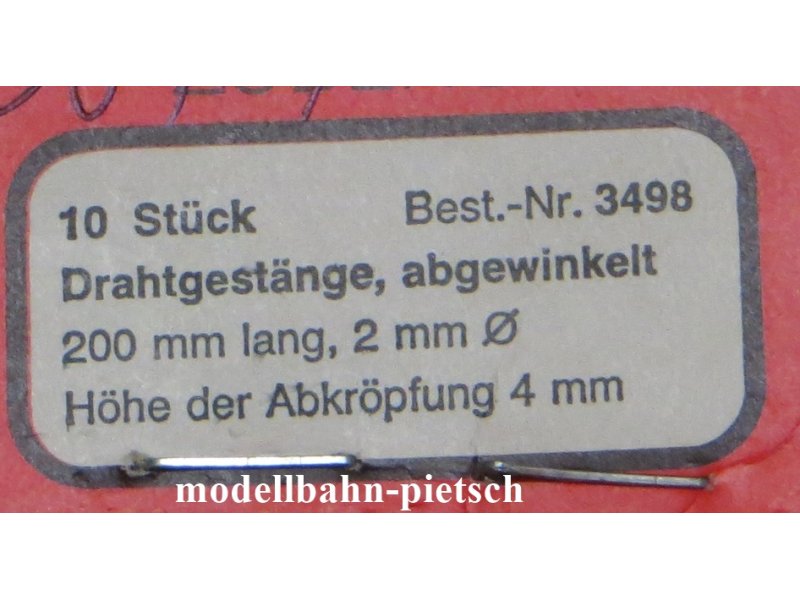 10 Stück Best.-Nr. 3498
Drahtgestänge, abgewinkelt
200 mm lang, 2 mm Ø
Höhe der Abkröpfung 4 mm
modellbahn-pietsch